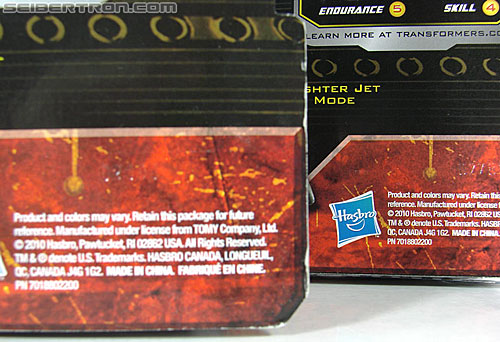 SEIBERTRON.COM
ENDURANCE 5 SKILL 4
LEARN MORE AT TRANSFORMERS.CO
GHTER JET
MODE
Product and colors may vary. Retain this package for future
reference. Manufactured under license from TOMY Company, Ltd.
© 2010 Hasbro, Pawtucket, RI 02862 USA. All Rights Reserved.
TM & ® denote U.S. Trademarks. HASBRO CANADA, LONGUEUIL,
QC, CANADA J4G 1G2. MADE IN CHINA. FABRIQUÉ EN CHINE.
PN 7018802200
Hasbro
Product and colors may vary. Retain this
reference. Manufactured under license f
© 2010 Hasbro, Pawtucket, RI 02862 U
TM & ® denote U.S. Trademarks. HASB
QC, CANADA J4G 1G2. MADE IN CHINA.
PN 7018802200